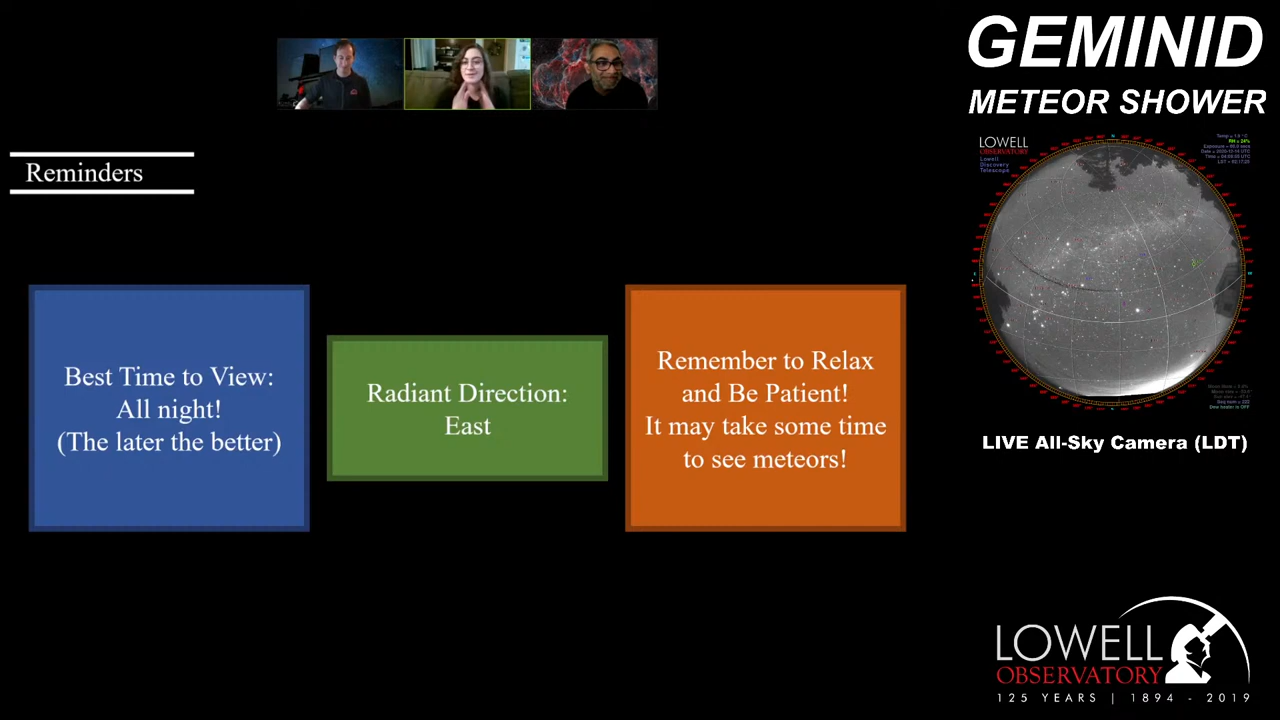 GEMINID
METEOR SHOWER
Reminders
Best Time to View:
All night!
(The later the better)
Radiant Direction:
East
Remember to Relax
and Be Patient!
It may take some time
to see meteors!
LOWELL
OBSERVATORY
Lowell
Discovery
Telescope
LIVE All-Sky Camera (LDT)
LOWELL
OBSERVATORY
125 YEARS | 1894 - 2019